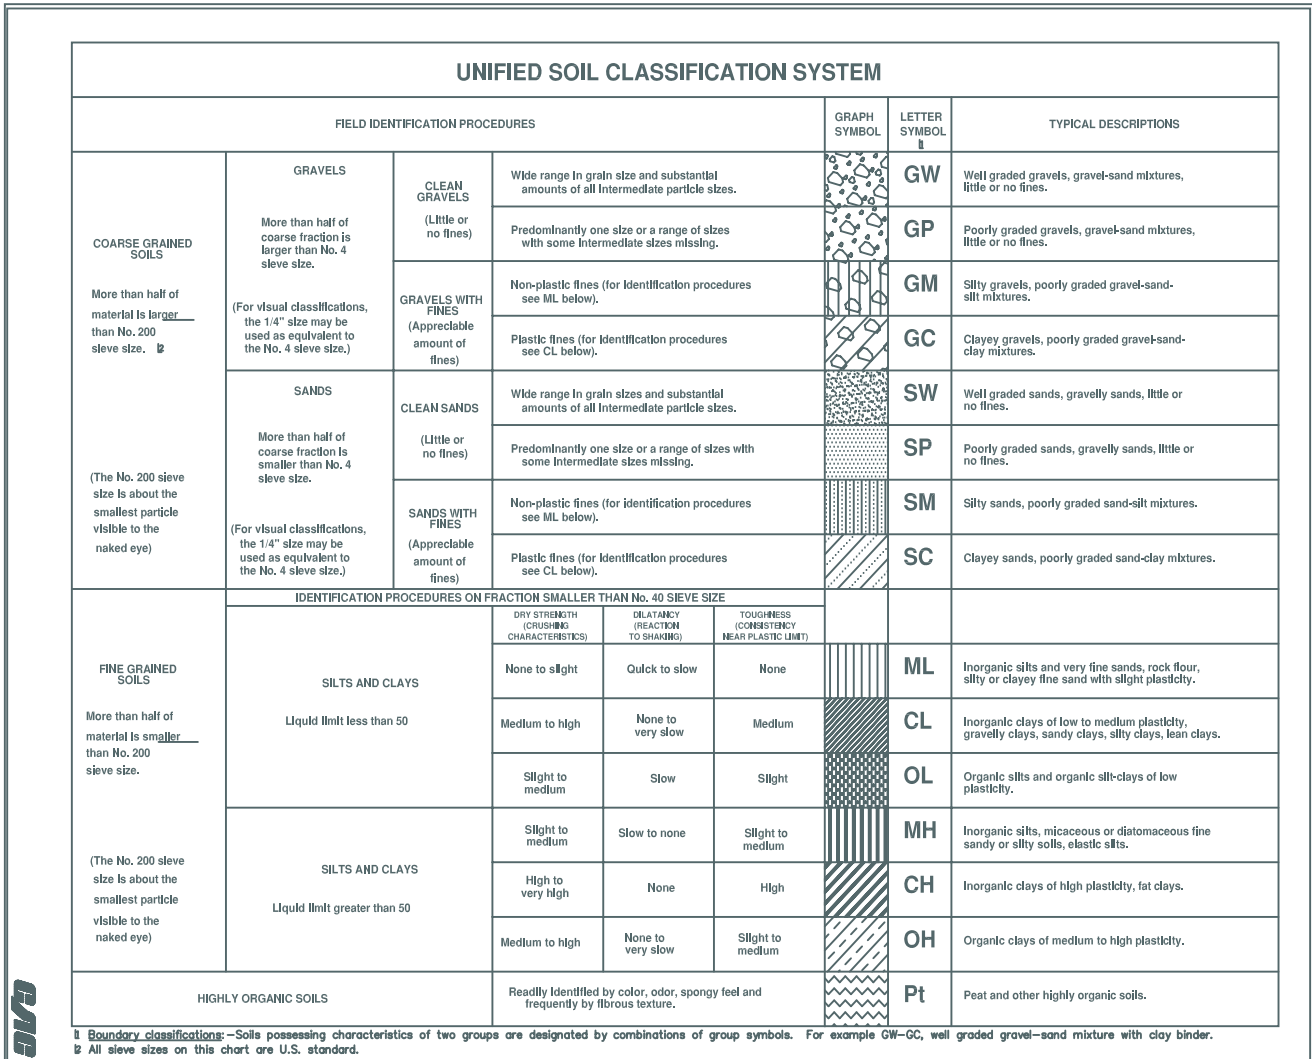 UNIFIED SOIL CLASSIFICATION SYSTEM
FIELD IDENTIFICATION PROCEDURES
GRAPH
SYMBOL
LETTER
SYMBOL
1
TYPICAL DESCRIPTIONS
COARSE GRAINED
SOILS
More than half of
material is larger
than No. 200
sieve size. 2
(The No. 200 sieve
size is about the
smallest particle
visible to the
naked eye)
GRAVELS
More than half of
coarse fraction is
larger than No. 4
sieve size.
(For visual classifications,
the 1/4" size may be
used as equivalent to
the No. 4 sieve size.)
CLEAN
GRAVELS
(Little or
no fines)
Wide range in grain size and substantial
amounts of all intermediate particle sizes.
GW
Well graded gravels, gravel-sand mixtures,
little or no fines.
Predominantly one size or a range of sizes
with some intermediate sizes missing.
GP
Poorly graded gravels, gravel-sand mixtures,
little or no fines.
GRAVELS WITH
FINES
(Appreciable
amount of
fines)
Non-plastic fines (for identification procedures
see ML below).
GM
Silty gravels, poorly graded gravel-sand-
silt mixtures.
Plastic fines (for identification procedures
see CL below).
GC
Clayey gravels, poorly graded gravel-sand-
clay mixtures.
SANDS
More than half of
coarse fraction is
smaller than No. 4
sieve size.
(For visual classifications,
the 1/4" size may be
used as equivalent to
the No. 4 sieve size.)
CLEAN SANDS
(Little or
no fines)
Wide range in grain sizes and substantial
amounts of all intermediate particle sizes.
SW
Well graded sands, gravelly sands, little or
no fines.
Predominantly one size or a range of sizes with
some intermediate sizes missing.
SP
Poorly graded sands, gravelly sands, little or
no fines.
SANDS WITH
FINES
(Appreciable
amount of
fines)
Non-plastic fines (for identification procedures
see ML below).
SM
Silty sands, poorly graded sand-silt mixtures.
Plastic fines (for identification procedures
see CL below).
SC
Clayey sands, poorly graded sand-clay mixtures.
IDENTIFICATION PROCEDURES ON FRACTION SMALLER THAN No. 40 SIEVE SIZE
DRY STRENGTH
(CRUSHING
CHARACTERISTICS)
DILATANCY
(REACTION
TO SHAKING)
TOUGHNESS
(CONSISTENCY
NEAR PLASTIC LIMIT)
FINE GRAINED
SOILS
More than half of
material is smaller
than No. 200
sieve size.
(The No. 200 sieve
size is about the
smallest particle
visible to the
naked eye)
SILTS AND CLAYS
Liquid limit less than 50
None to slight
Quick to slow
None
ML
Inorganic silts and very fine sands, rock flour,
silty or clayey fine sand with slight plasticity.
Medium to high
None to
very slow
Medium
CL
Inorganic clays of low to medium plasticity,
gravelly clays, sandy clays, silty clays, lean clays.
Slight to
medium
Slow
Slight
OL
Organic silts and organic silt-clays of low
plasticity.
SILTS AND CLAYS
Liquid limit greater than 50
Slight to
medium
Slow to none
Slight to
medium
MH
Inorganic silts, micaceous or diatomaceous fine
sandy or silty soils, elastic silts.
High to
very high
None
High
CH
Inorganic clays of high plasticity, fat clays.
Medium to high
None to
very slow
Slight to
medium
OH
Organic clays of medium to high plasticity.
HIGHLY ORGANIC SOILS
Readily identified by color, odor, spongy feel and
frequently by fibrous texture.
Pt
Peat and other highly organic soils.
1 Boundary classifications:–Soils possessing characteristics of two groups are designated by combinations of group symbols. For example GW–GC, well graded gravel–sand mixture with clay binder.
2 All sieve sizes on this chart are U.S. standard.